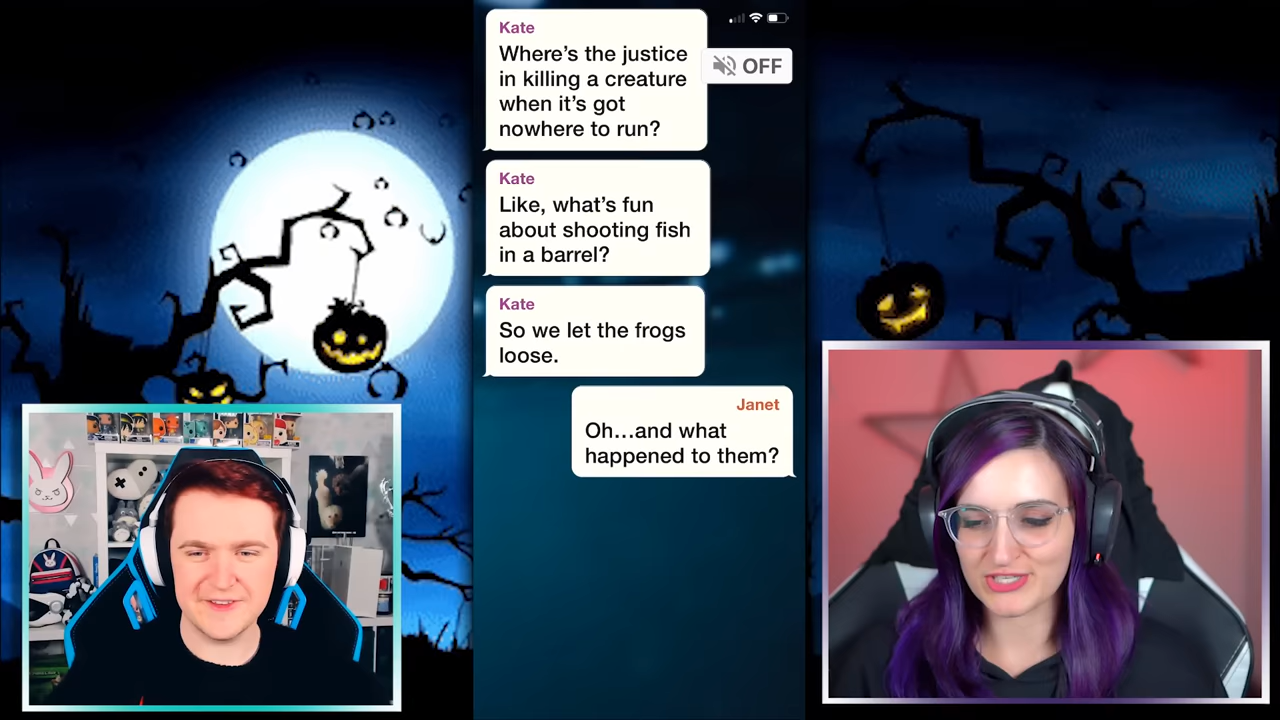 Kate
Where's the justice
in killing a creature
when it's got
nowhere to run?
OFF
Kate
Like, what's fun
about shooting fish
in a barrel?
Kate
So we let the frogs
loose.
Janet
Oh...and what
happened to them?